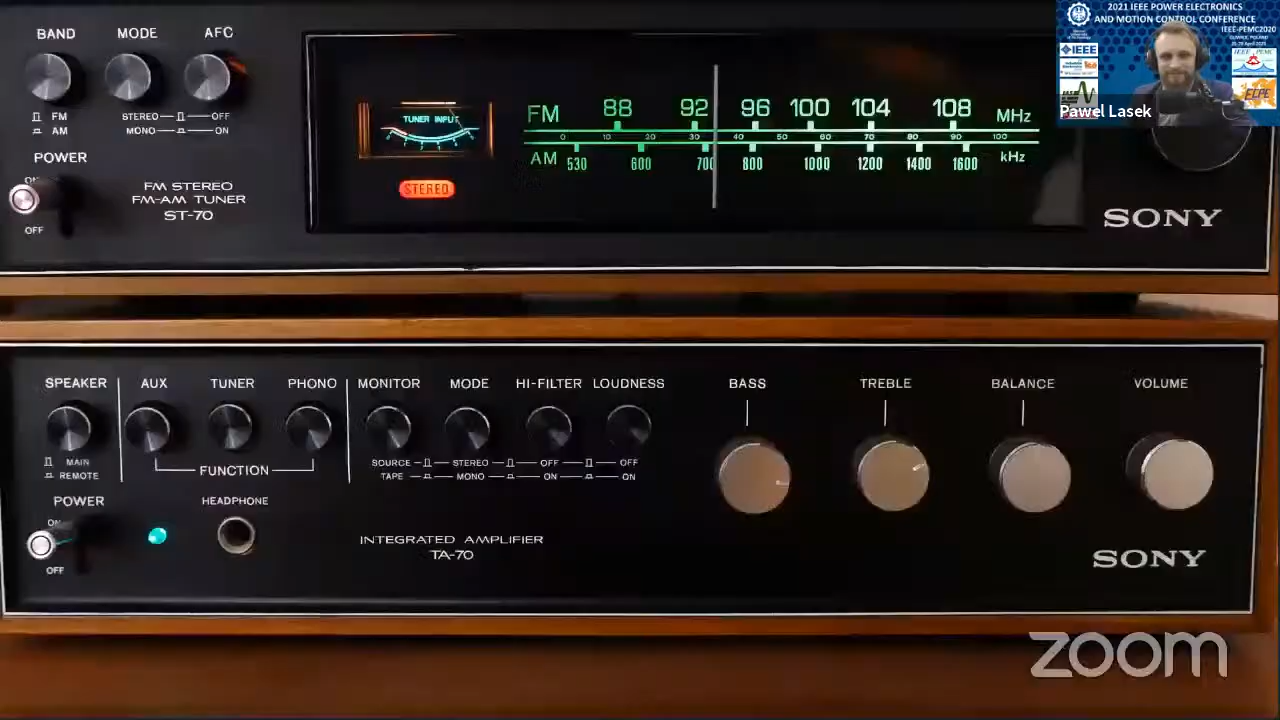 BAND MODE AFC
FM STEREO OFF
AM MONO ON
POWER
ON
OFF
FM STEREO
FM-AM TUNER
ST-70
TUNER INPUT
STEREO
FM 88 92 96 100 104 108 MHz
0 10 20 30 40 50 60 70 80 90 100
AM 530 600 700 800 1000 1200 1400 1600 kHz
SONY
2021 IEEE POWER ELECTRONICS
AND MOTION CONTROL CONFERENCE
IEEE-PEMC2020
IEEE
Pawel Lasek
SPEAKER AUX TUNER PHONO MONITOR MODE HI-FILTER LOUDNESS BASS TREBLE BALANCE VOLUME
MAIN
REMOTE
FUNCTION
SOURCE STEREO OFF OFF
TAPE MONO ON ON
POWER
ON
OFF
HEADPHONE
INTEGRATED AMPLIFIER
TA-70
SONY
zoom